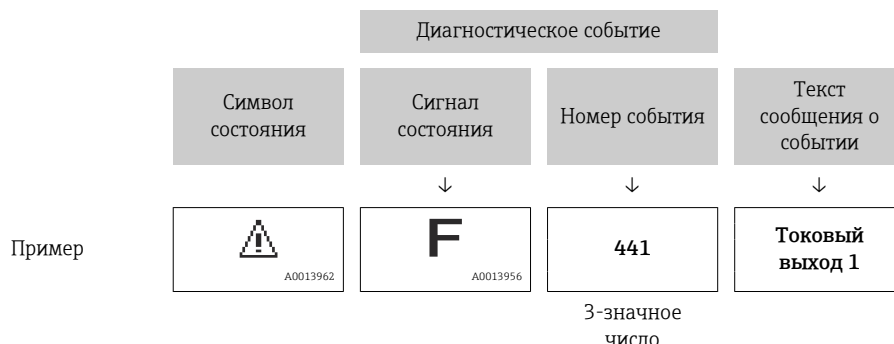 Диагностическое событие
Символ
состояния
Сигнал
состояния
Номер события
Текст
сообщения о
событии
↓ ↓ ↓
Пример
A0013962
F
A0013956
441
Токовый
выход 1
3-значное
число